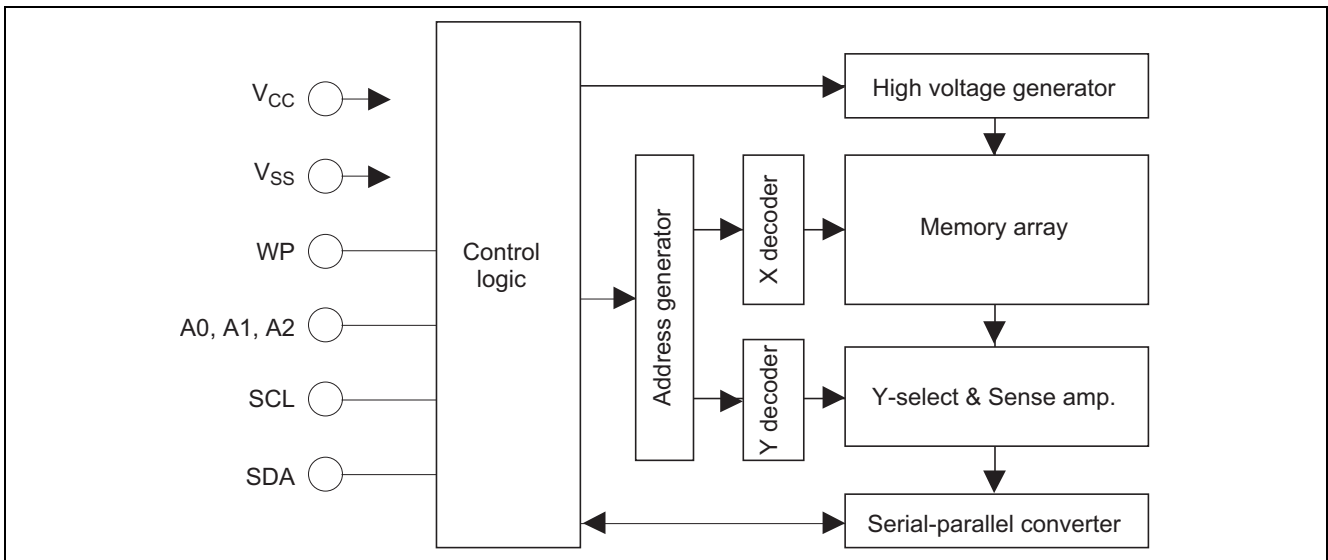 VCC
VSS
WP
A0, A1, A2
SCL
SDA
Control
logic
Address generator
X decoder
Y decoder
High voltage generator
Memory array
Y-select & Sense amp.
Serial-parallel converter